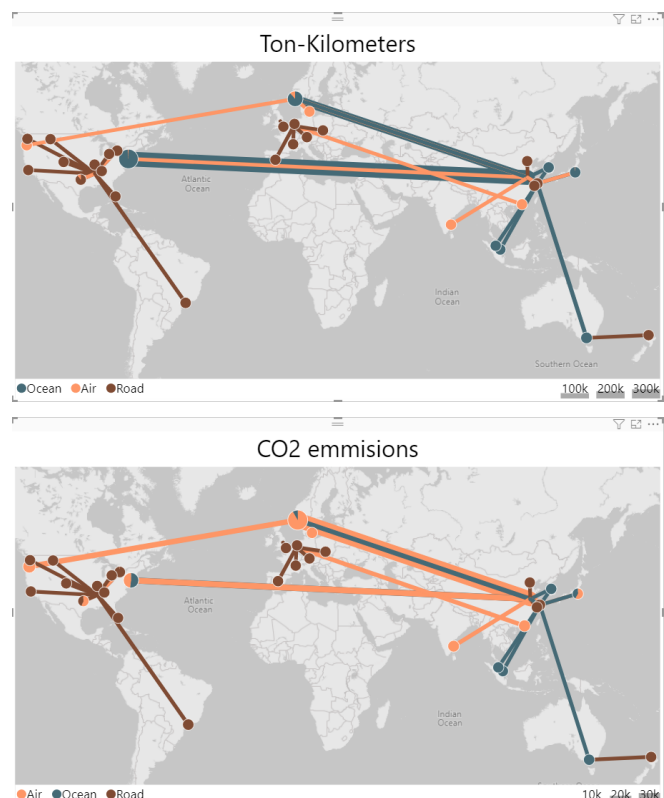 Ton-Kilometers
Atlantic
Ocean
Indian
Ocean
Southern Ocean
Ocean Air Road
100k 200k 300k
CO2 emmisions
Atlantic
Ocean
Indian
Ocean
Air Ocean Road
10k 20k 30k